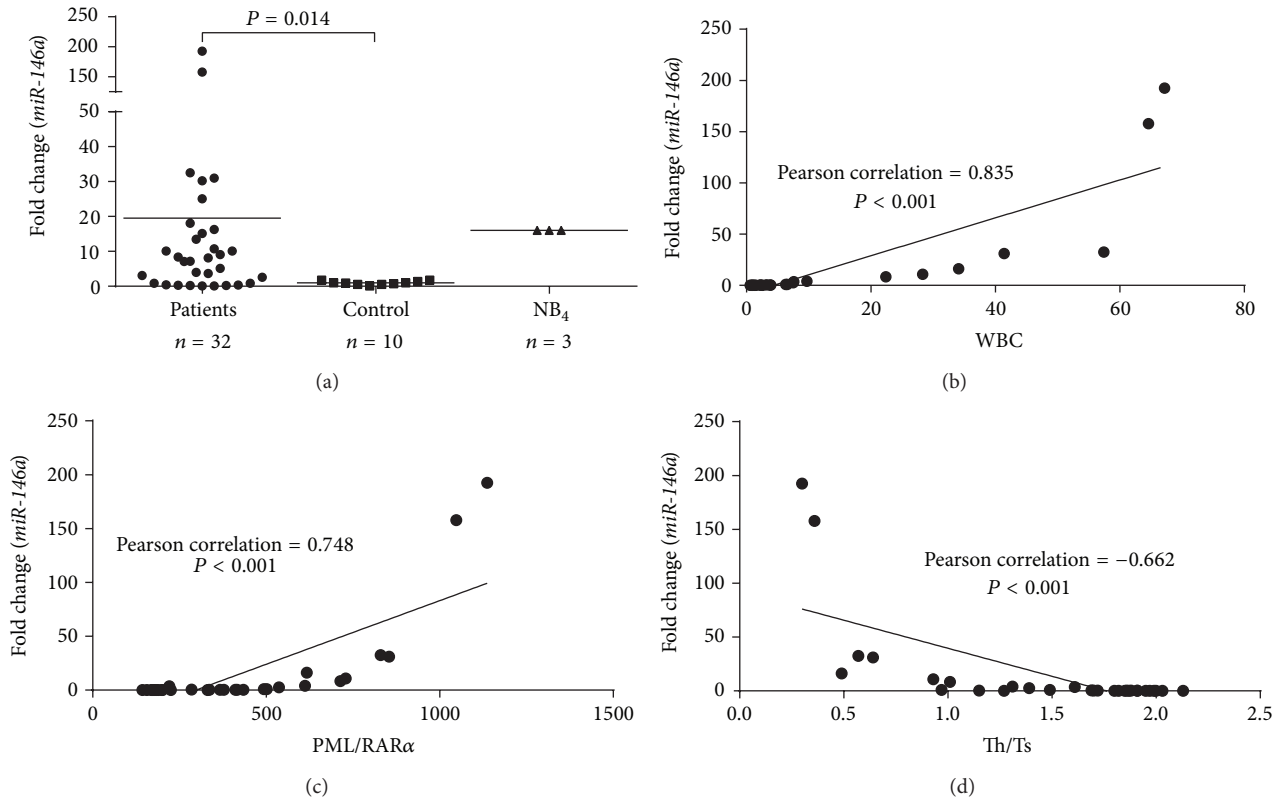 P = 0.014
Fold change (miR-146a)
250
200
150
50
40
30
20
10
0
Patients Control NB4
n = 32 n = 10 n = 3
(a)
Fold change (miR-146a)
250
200
150
100
50
0
Pearson correlation = 0.835
P < 0.001
0 20 40 60 80
WBC
(b)
Fold change (miR-146a)
250
200
150
100
50
0
Pearson correlation = 0.748
P < 0.001
0 500 1000 1500
PML/RARα
(c)
Fold change (miR-146a)
250
200
150
100
50
0
Pearson correlation = −0.662
P < 0.001
0.0 0.5 1.0 1.5 2.0 2.5
Th/Ts
(d)